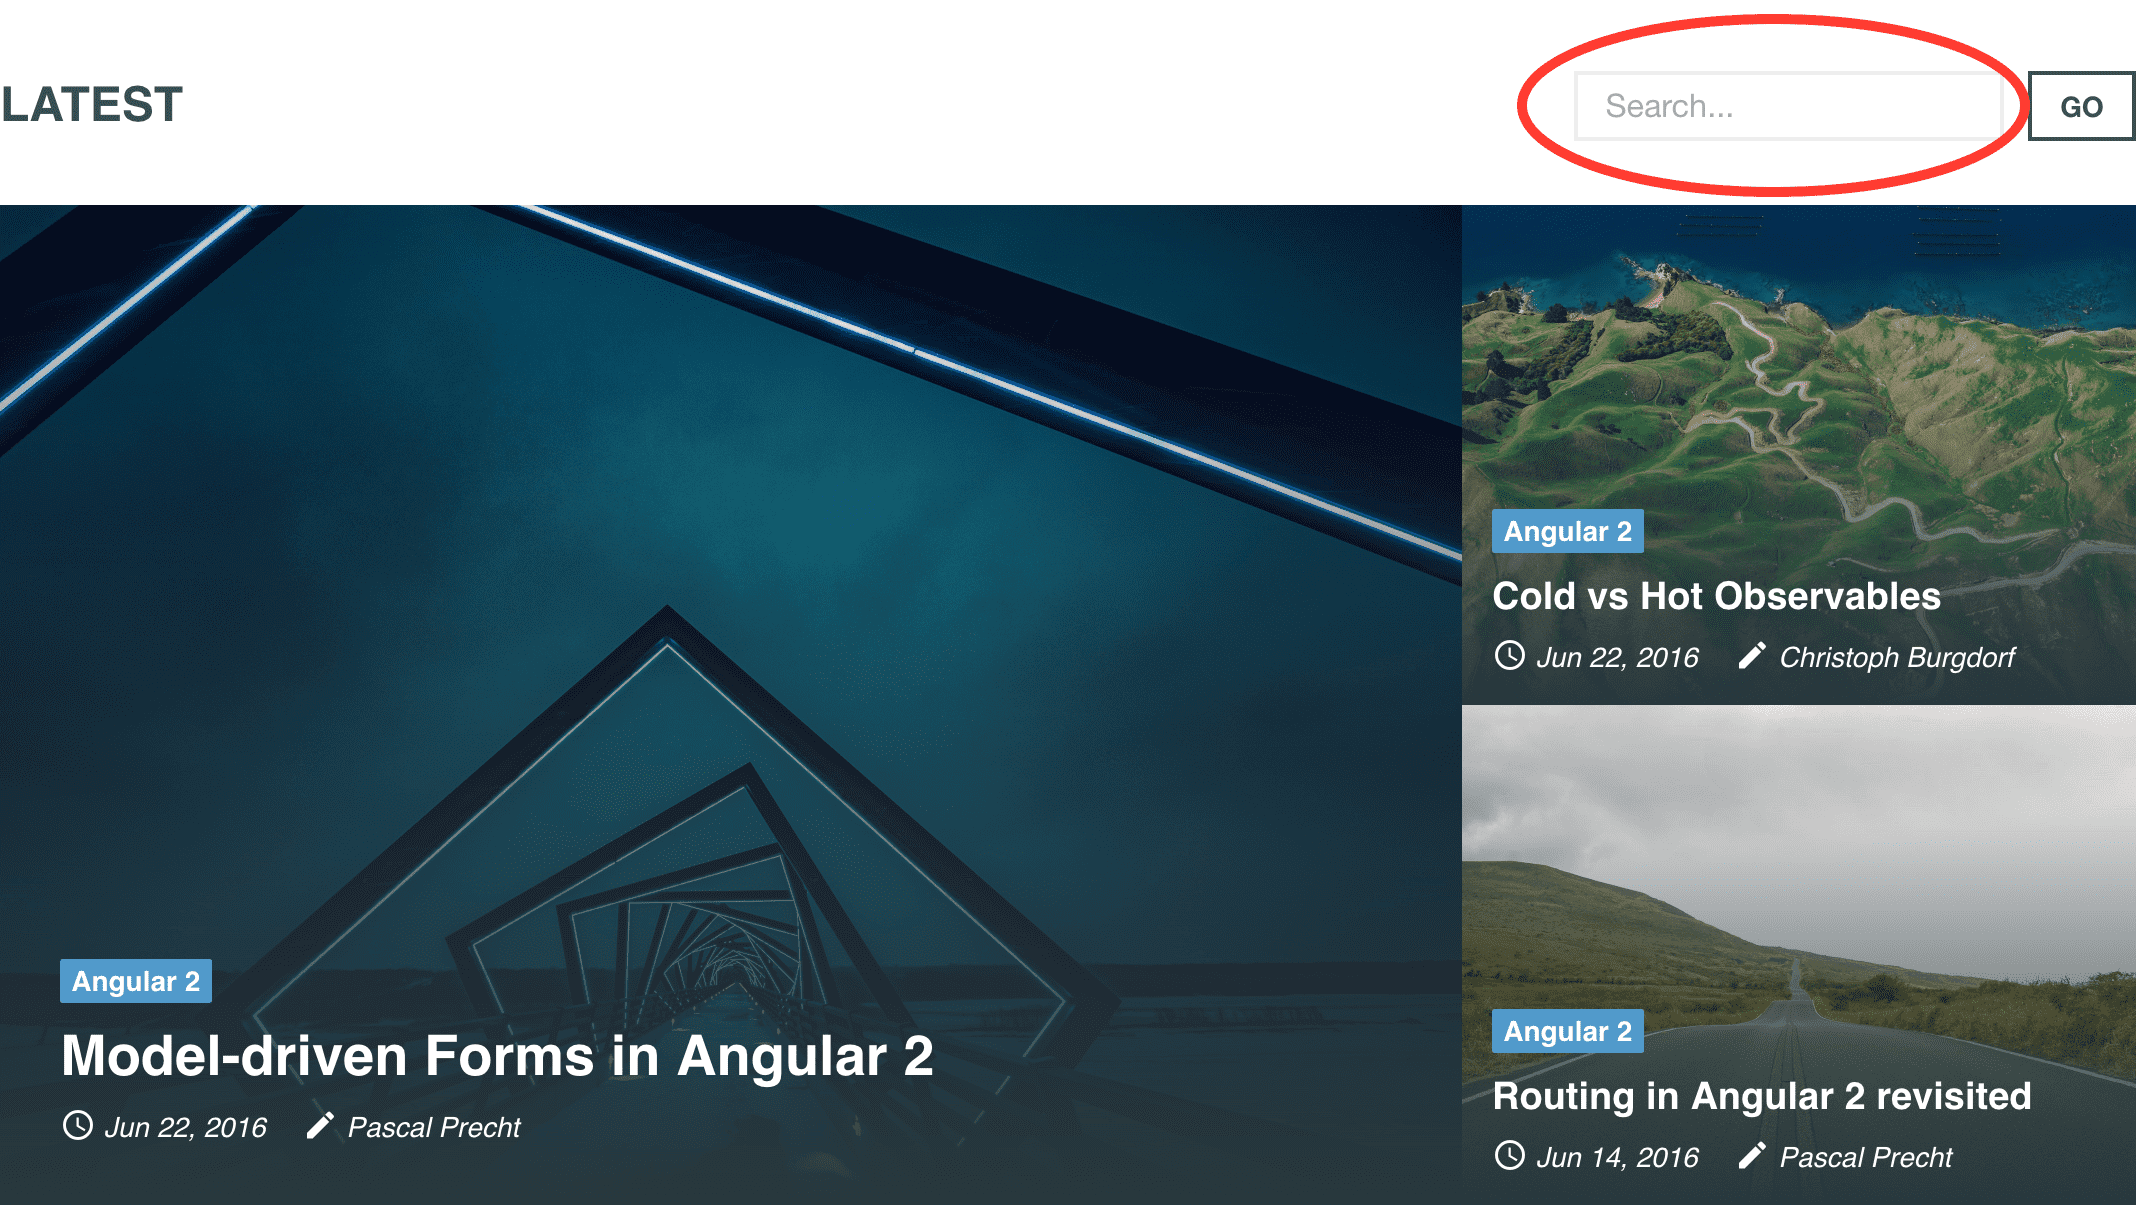 LATEST
Search...
GO
Angular 2
Model-driven Forms in Angular 2
Jun 22, 2016 Pascal Precht
Angular 2
Cold vs Hot Observables
Jun 22, 2016 Christoph Burgdorf
Angular 2
Routing in Angular 2 revisited
Jun 14, 2016 Pascal Precht